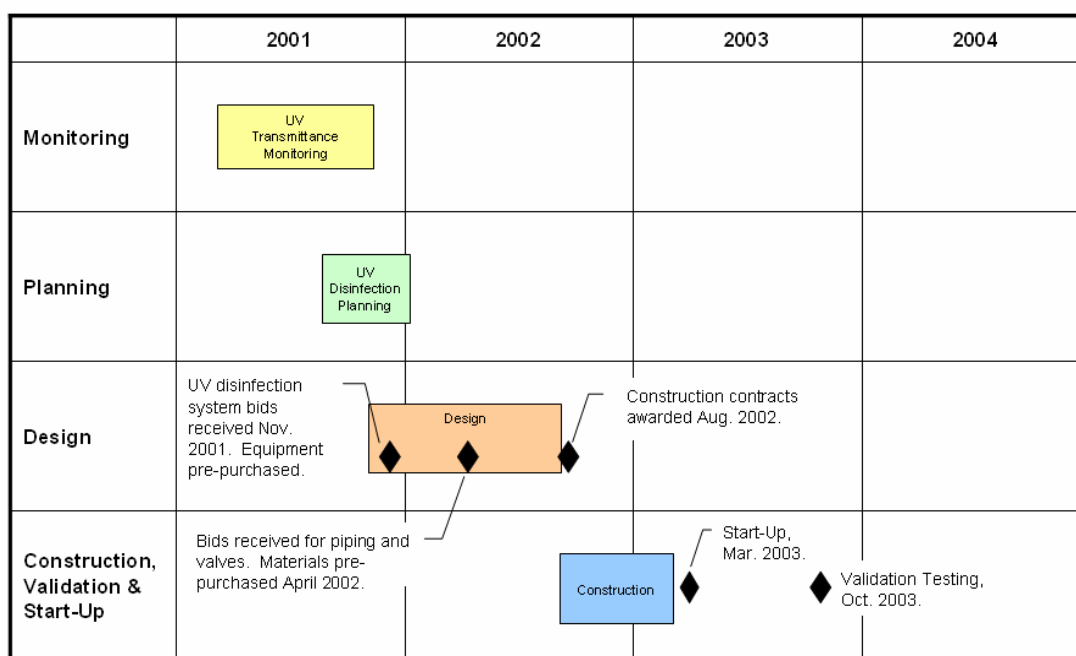 2001
2002
2003
2004
Monitoring
UV
Transmittance
Monitoring
Planning
UV
Disinfection
Planning
Design
UV disinfection
system bids
received Nov.
2001.  Equipment
pre-purchased.
Design
Construction contracts
awarded Aug. 2002.
Bids received for piping and
valves.  Materials pre-
purchased April 2002.
Construction,
Validation &
Start-Up
Construction
Start-Up,
Mar. 2003.
Validation Testing,
Oct. 2003.